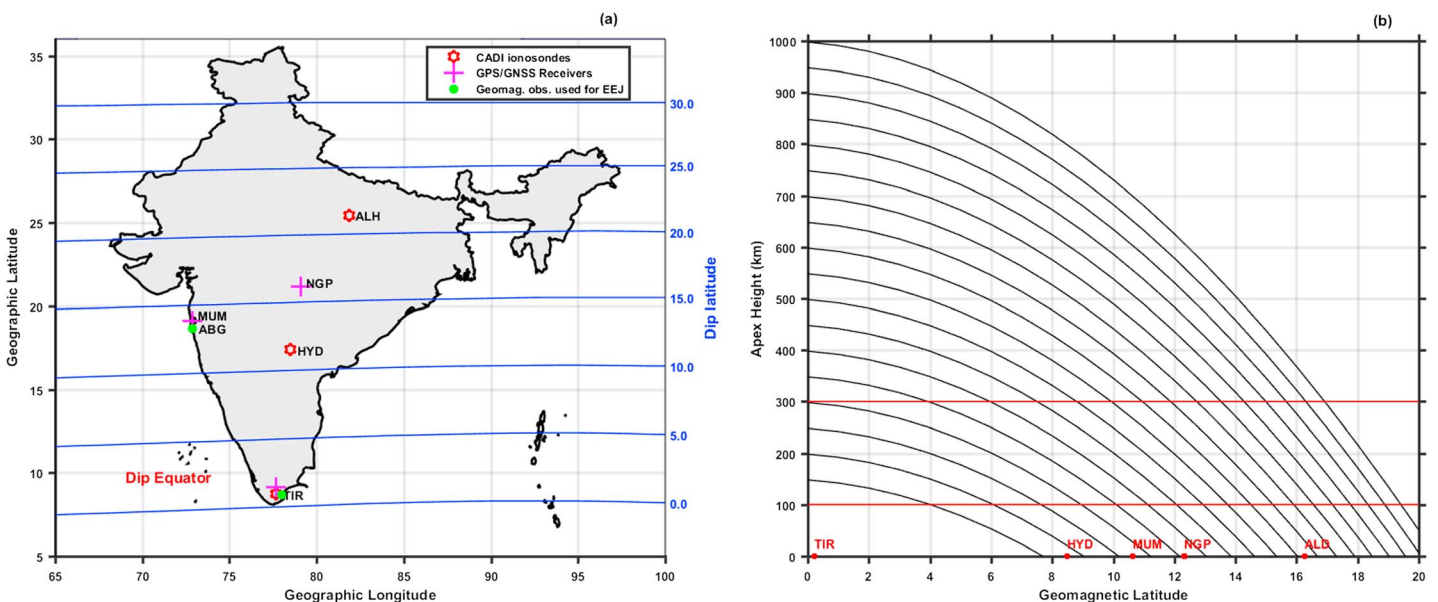 (a)
CADI ionosondes
GPS/GNSS Receivers
Geomag. obs. used for EEJ
35
30
25
20
15
10
5
65
70
75
80
85
90
95
100
Geographic Latitude
Geographic Longitude
30.0
25.0
20.0
15.0
10.0
5.0
0.0
Dip latitude
ALH
NGP
MUM
ABG
HYD
TIR
Dip Equator
(b)
1000
900
800
700
600
500
400
300
200
100
0
Apex Height (km)
TIR
HYD
MUM
NGP
ALD
0
2
4
6
8
10
12
14
16
18
20
Geomagnetic Latitude